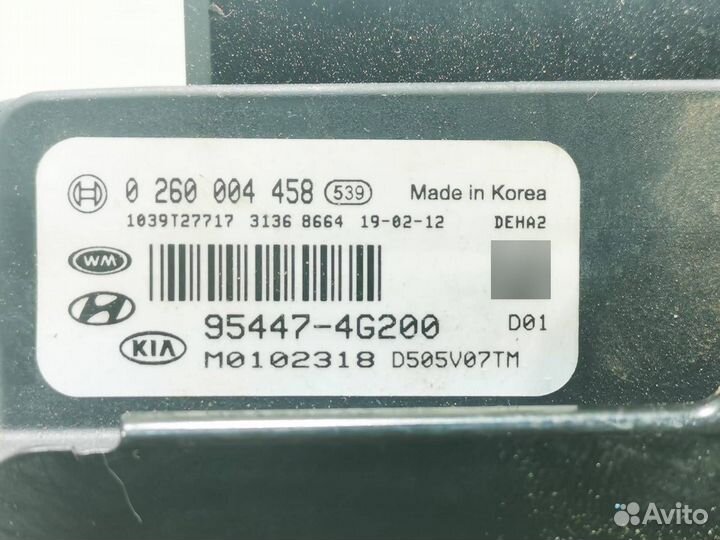 0 260 004 458 539 Made in Korea
1039T27717 3136 8664 19-02-12 DEHA2
WM
95447-4G200 D01
KIA
M0102318 D505V07TM
Avito